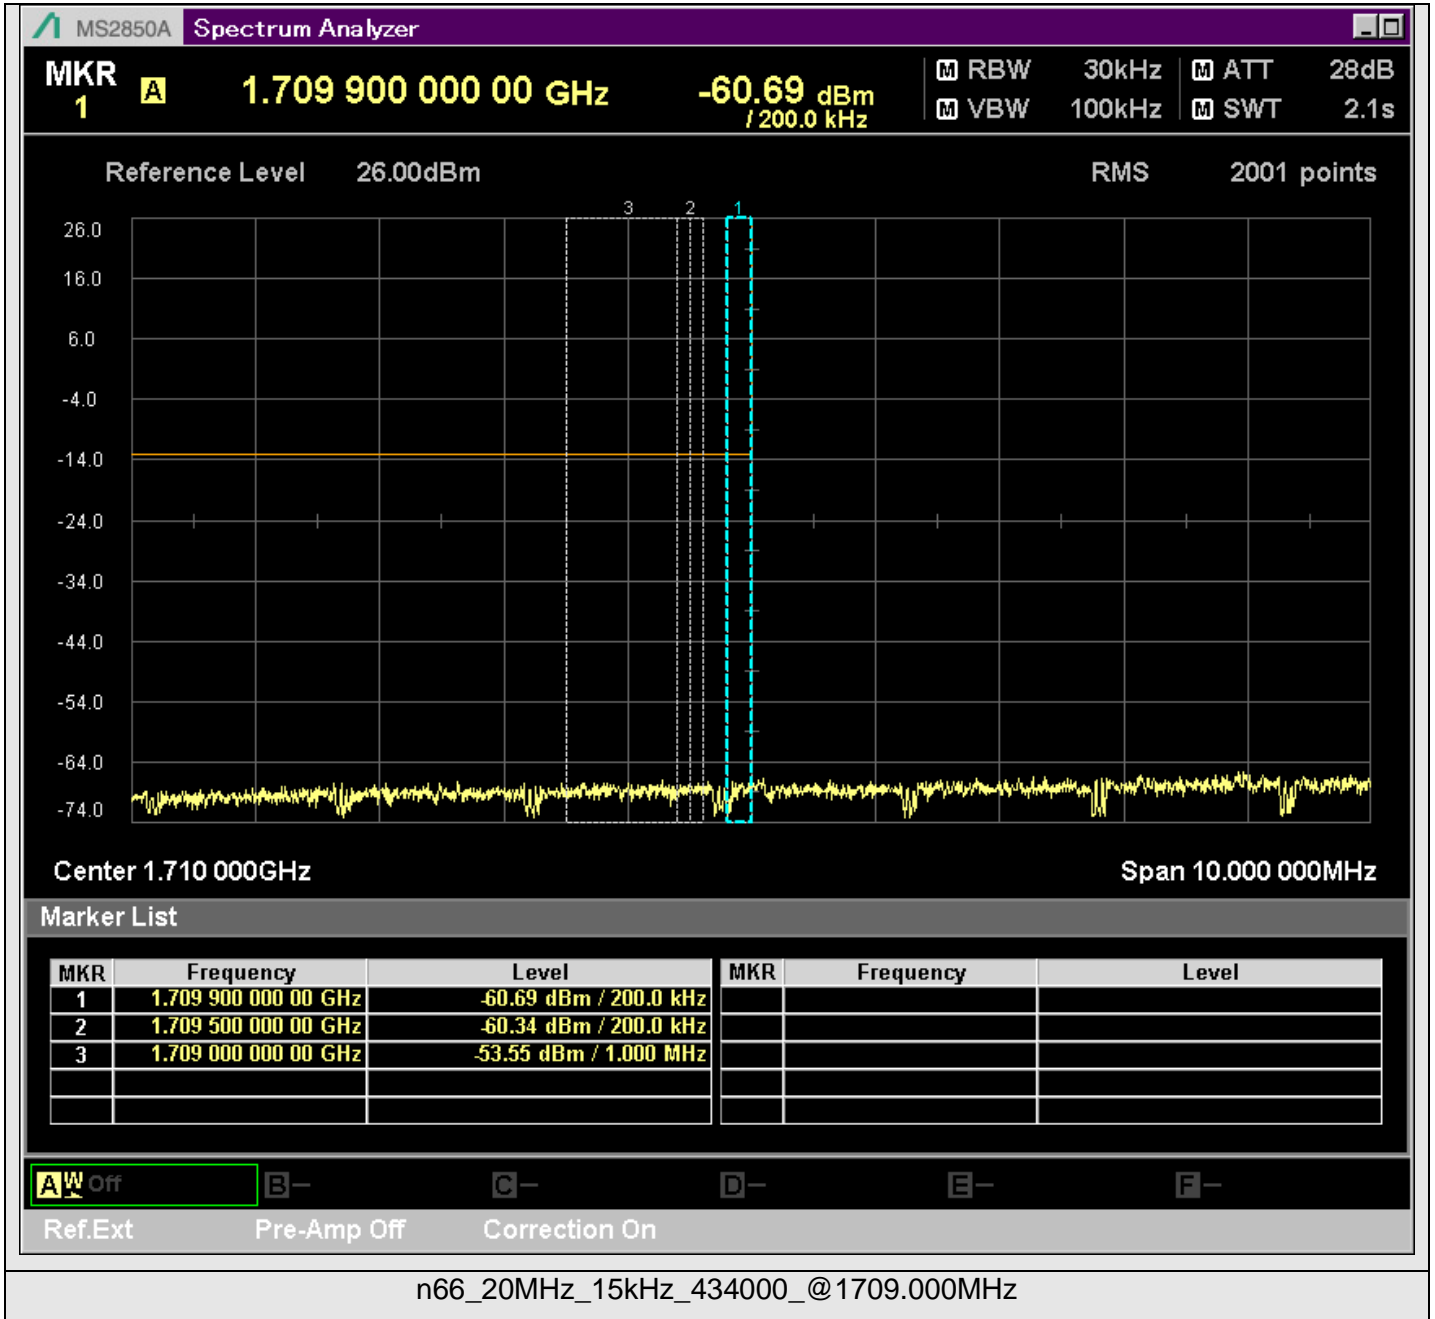 MS2850A Spectrum Analyzer
MKR 1 A 1.709 900 000 00 GHz -60.69 dBm / 200.0 kHz
M RBW 30kHz M ATT 28dB
M VBW 100kHz M SWT 2.1s
Reference Level 26.00dBm RMS 2001 points
3 2 1
26.0
16.0
6.0
-4.0
-14.0
-24.0
-34.0
-44.0
-54.0
-64.0
-74.0
Center 1.710 000GHz Span 10.000 000MHz
Marker List
MKR Frequency Level MKR Frequency Level
1 1.709 900 000 00 GHz -60.69 dBm / 200.0 kHz
2 1.709 500 000 00 GHz -60.34 dBm / 200.0 kHz
3 1.709 000 000 00 GHz -53.55 dBm / 1.000 MHz
A W Off B– C– D– E– F–
Ref.Ext Pre-Amp Off Correction On
n66_20MHz_15kHz_434000_@1709.000MHz